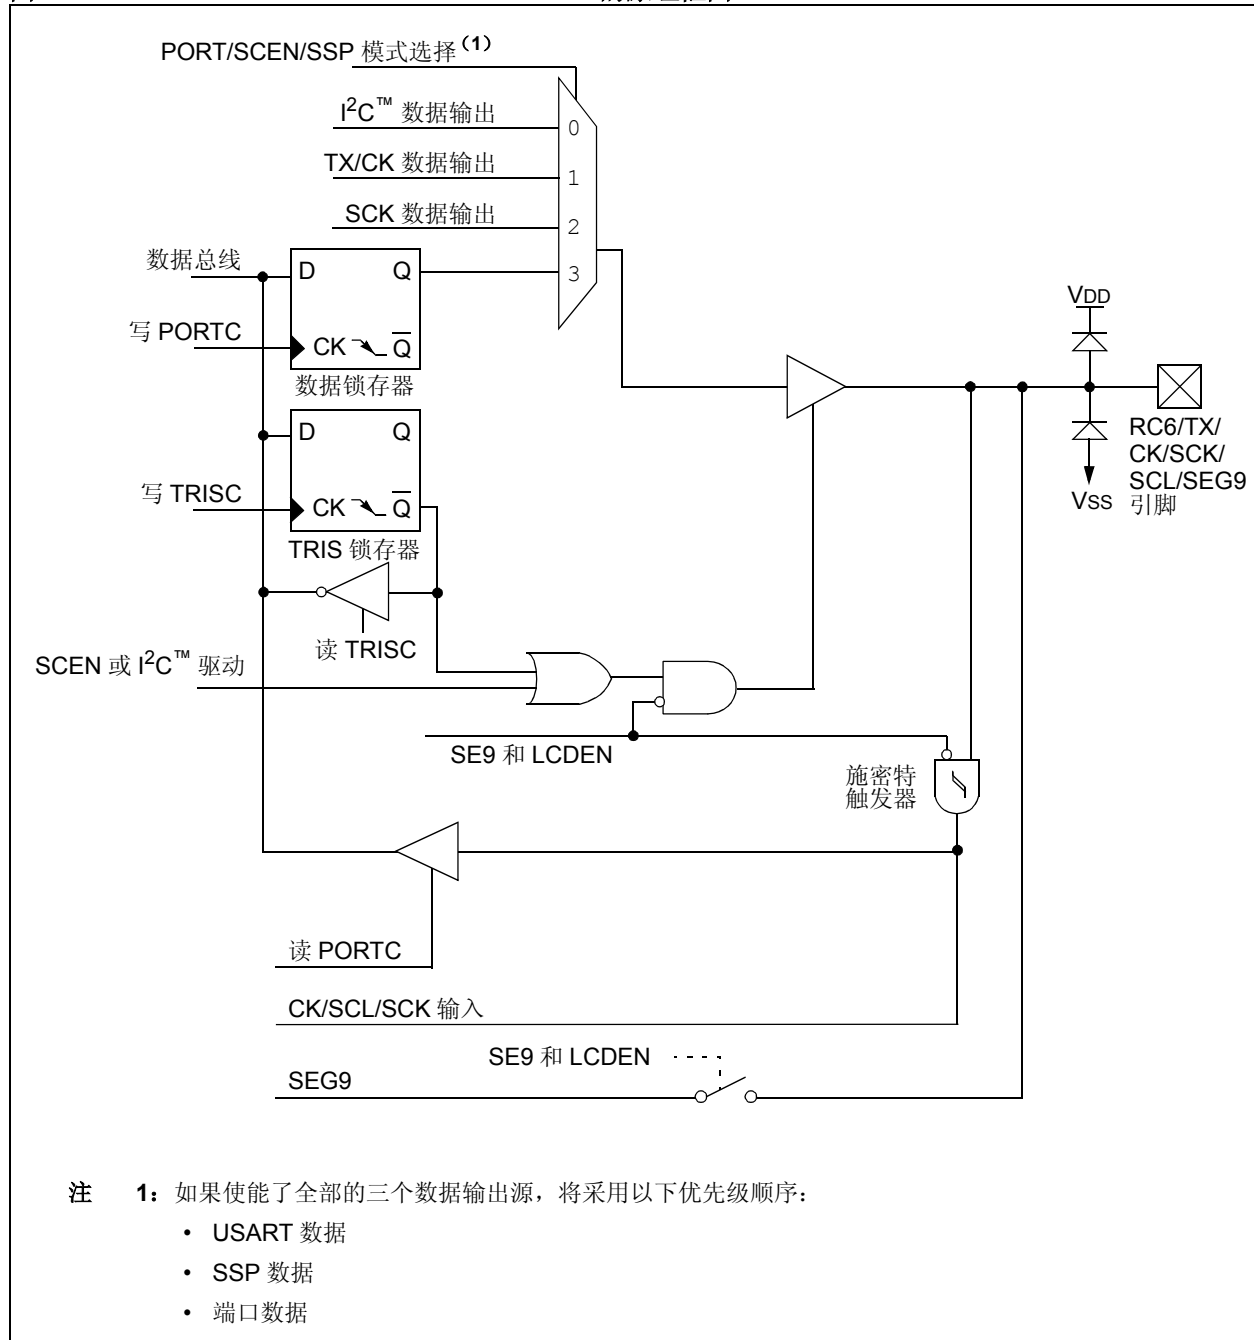 PORT/SCEN/SSP 模式选择(1)
I2C™ 数据输出
0
TX/CK 数据输出
1
SCK 数据输出
2
数据总线
D Q
3
VDD
写 PORTC
CK Q
数据锁存器
D Q
RC6/TX/
CK/SCK/
SCL/SEG9
引脚
写 TRISC
CK Q
VSS
TRIS 锁存器
读 TRISC
SCEN 或 I2C™ 驱动
SE9 和 LCDEN
施密特
触发器
读 PORTC
CK/SCL/SCK 输入
SE9 和 LCDEN
SEG9
注 1：如果使能了全部的三个数据输出源，将采用以下优先级顺序：
• USART 数据
• SSP 数据
• 端口数据